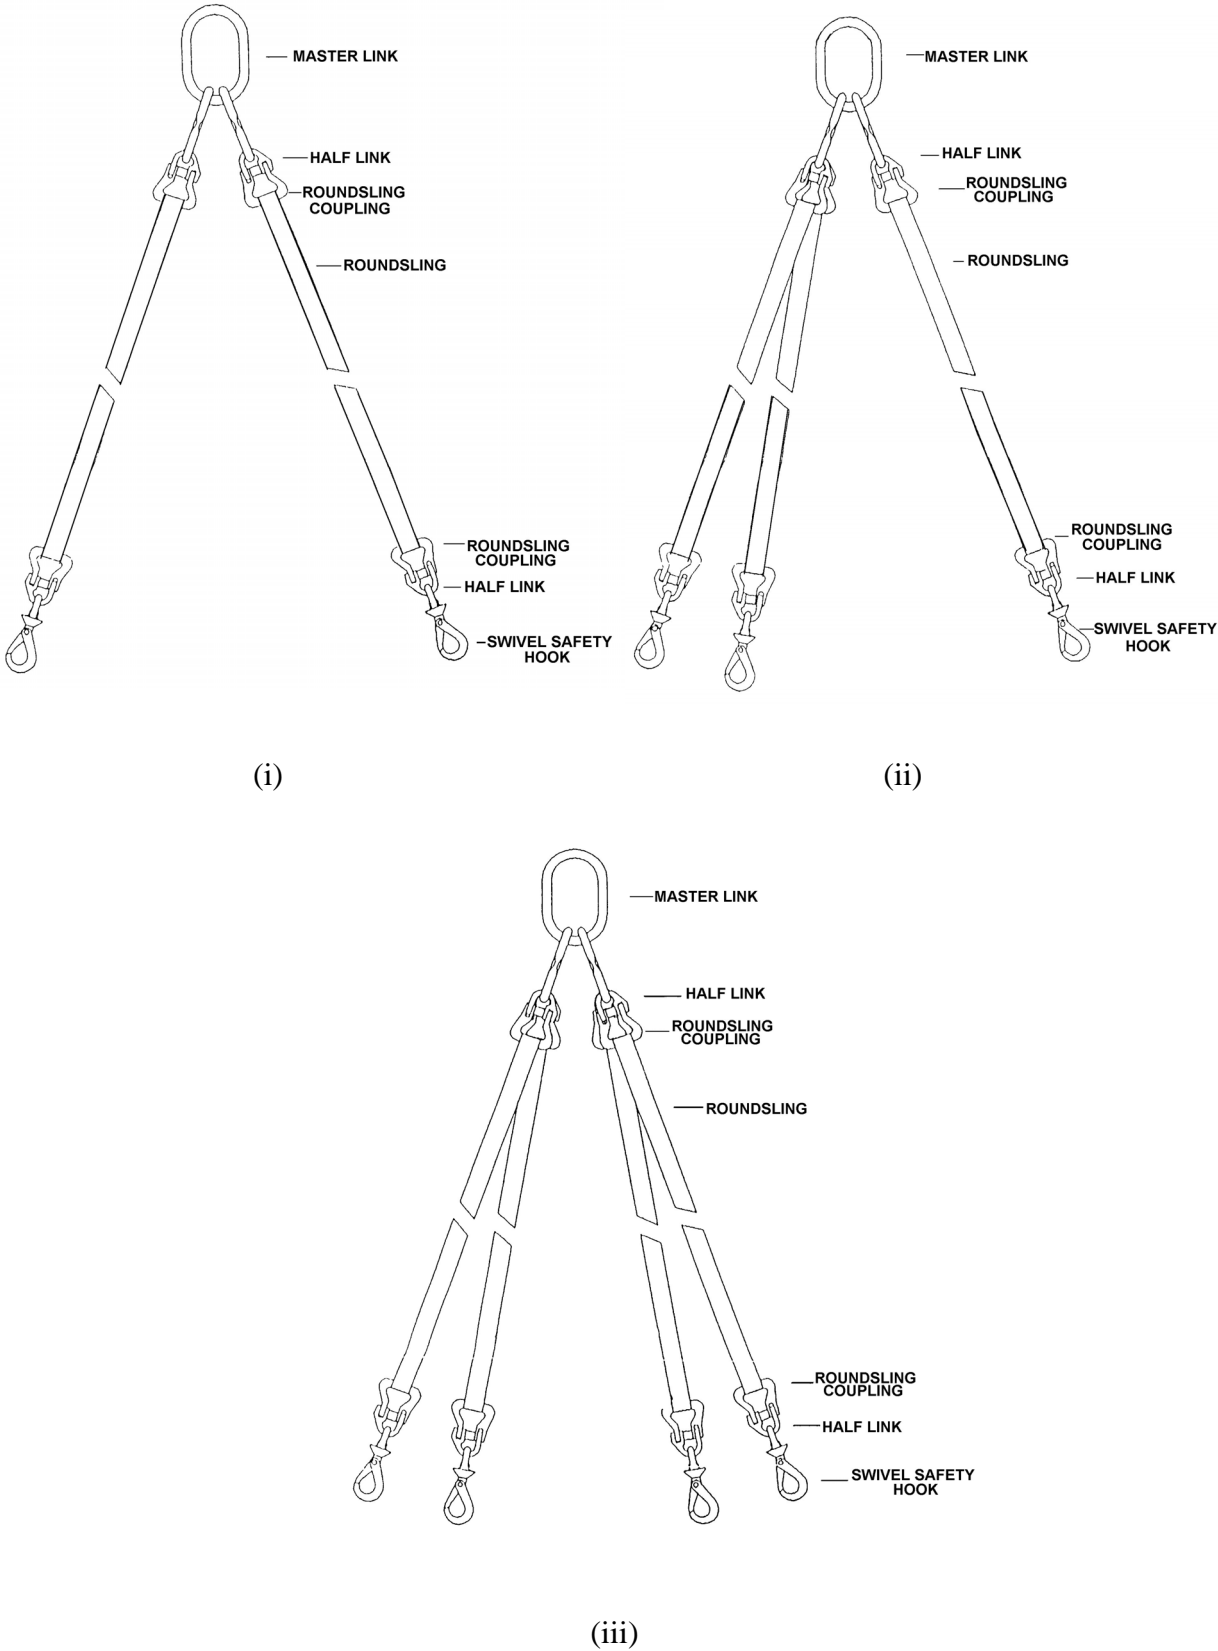 MASTER LINK
HALF LINK
ROUNDSLING
COUPLING
ROUNDSLING
ROUNDSLING
COUPLING
HALF LINK
SWIVEL SAFETY
HOOK
(i)
MASTER LINK
HALF LINK
ROUNDSLING
COUPLING
ROUNDSLING
ROUNDSLING
COUPLING
HALF LINK
SWIVEL SAFETY
HOOK
(ii)
MASTER LINK
HALF LINK
ROUNDSLING
COUPLING
ROUNDSLING
ROUNDSLING
COUPLING
HALF LINK
SWIVEL SAFETY
HOOK
(iii)